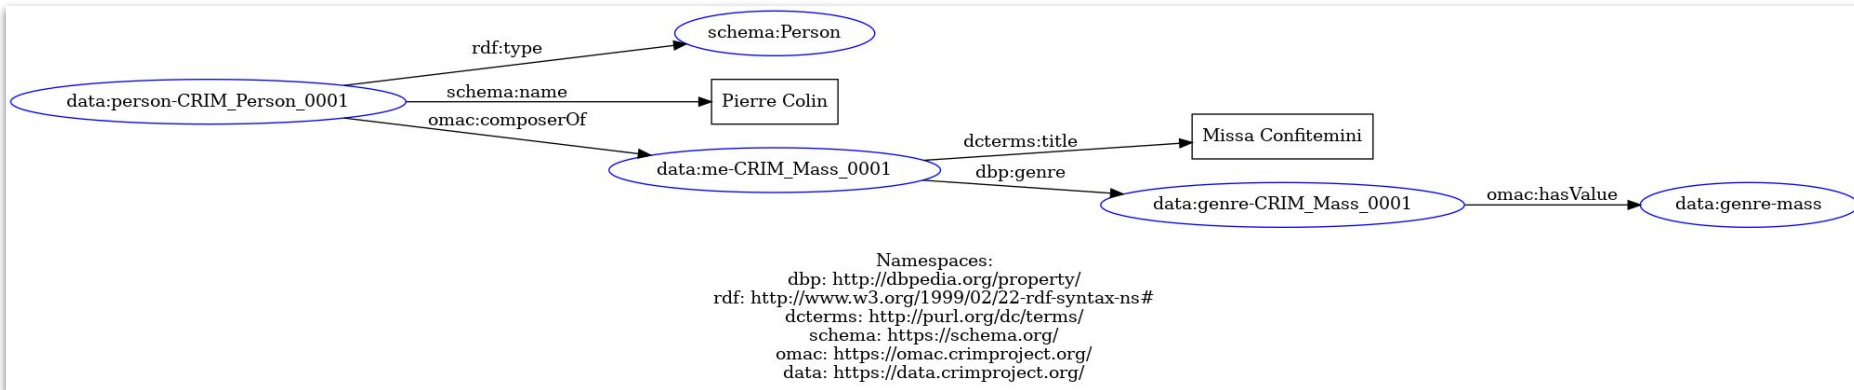 schema:Person
rdf:type
data:person-CRIM_Person_0001
schema:name
Pierre Colin
omac:composerOf
data:me-CRIM_Mass_0001
dcterms:title
Missa Confitemini
dbp:genre
data:genre-CRIM_Mass_0001
omac:hasValue
data:genre-mass
Namespaces:
dbp: http://dbpedia.org/property/
rdf: http://www.w3.org/1999/02/22-rdf-syntax-ns#
dcterms: http://purl.org/dc/terms/
schema: https://schema.org/
omac: https://omac.crimproject.org/
data: https://data.crimproject.org/